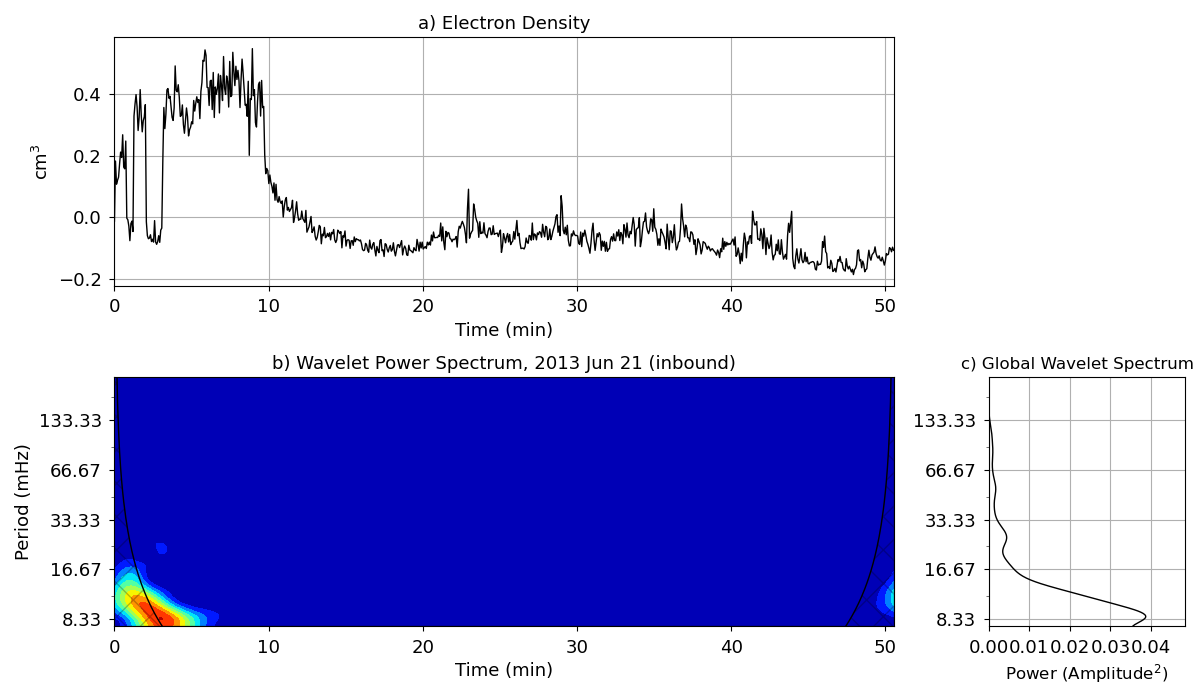 a) Electron Density
cm³
0.4
0.2
0.0
−0.2
0 10 20 30 40 50
Time (min)
b) Wavelet Power Spectrum, 2013 Jun 21 (inbound)
Period (mHz)
133.33
66.67
33.33
16.67
8.33
0 10 20 30 40 50
Time (min)
c) Global Wavelet Spectrum
133.33
66.67
33.33
16.67
8.33
0.00 0.01 0.02 0.03 0.04
Power (Amplitude²)